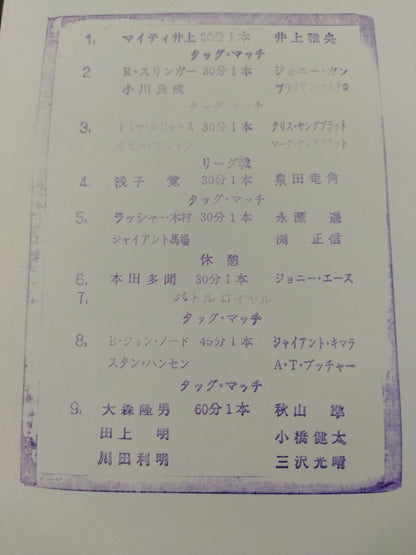 1, マイティ井上 20分1本 井上雅央
タッグ・マッチ
2 R・スリンガー 30分1本 ジョニー・ガン
小川良成
タッグ・マッチ
3, 30分1本 クリス・ヤングブラット
マーク・ヤングブラット
リーグ戦
4, 浅子 覚 30分1本 泉田竜角
タッグ・マッチ
5, ラッシャー木村 30分1本 永源 遥
ジャイアント馬場 渕 正信
休憩
6, 本田多聞 30分1本 ジョニー・エース
7, バトルロイヤル
タッグ・マッチ
8, B・ジョン・ノード 45分1本 ジャイアント・キマラ
スタン・ハンセン A・T・ブッチャー
タッグ・マッチ
9, 大森隆男 60分1本 秋山 準
田上 明 小橋健太
川田利明 三沢光晴